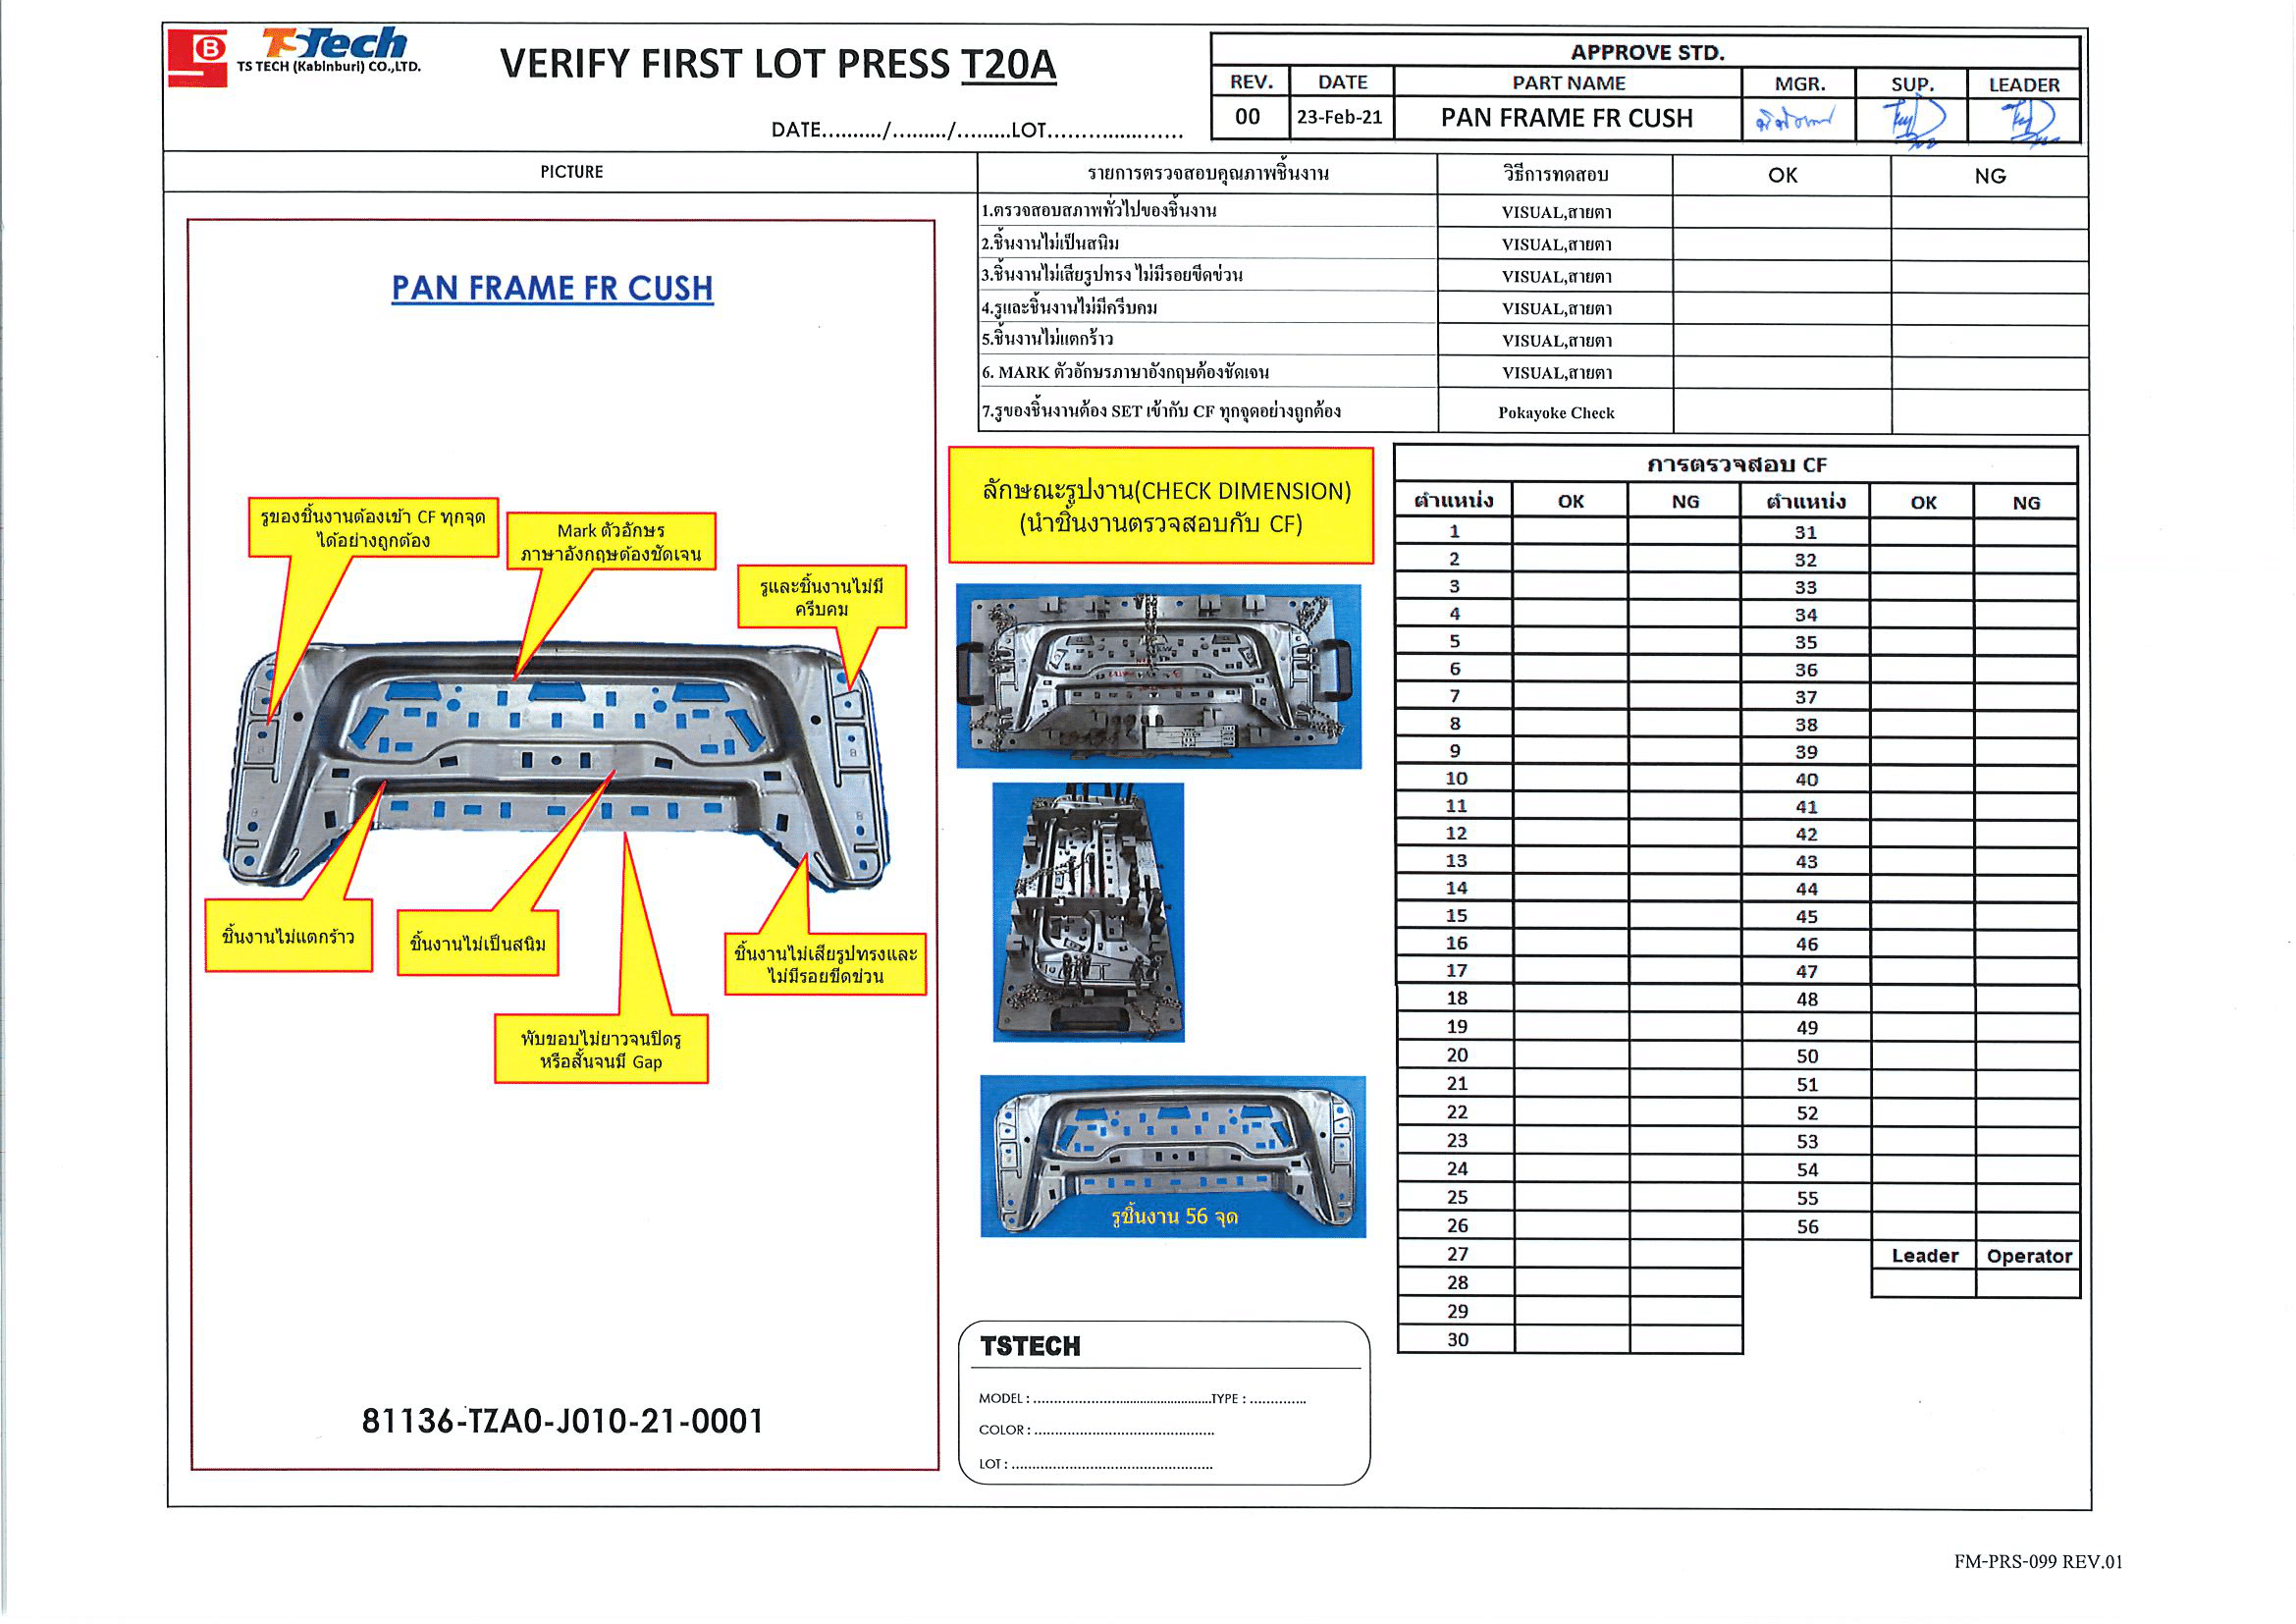 B
TSTech
TS TECH (Kabinburi) CO.,LTD.
VERIFY FIRST LOT PRESS T20A
DATE........../........./.........LOT.......................
APPROVE STD.
REV. DATE PART NAME MGR. SUP. LEADER
00 23-Feb-21 PAN FRAME FR CUSH
PICTURE รายการตรวจสอบคุณภาพชิ้นงาน วิธีการทดสอบ OK NG
1.ตรวจสอบสภาพทั่วไปของชิ้นงาน VISUAL,สายตา
2.ชิ้นงานไม่เป็นสนิม VISUAL,สายตา
3.ชิ้นงานไม่เสียรูปทรง ไม่มีรอยขีดข่วน VISUAL,สายตา
4.รูและชิ้นงานไม่มีครีบคม VISUAL,สายตา
5.ชิ้นงานไม่แตกร้าว VISUAL,สายตา
6. MARK ตัวอักษรภาษาอังกฤษต้องชัดเจน VISUAL,สายตา
7.รูของชิ้นงานต้อง SET เข้ากับ CF ทุกจุดอย่างถูกต้อง Pokayoke Check
PAN FRAME FR CUSH
รูของชิ้นงานต้องเข้า CF ทุกจุด
ได้อย่างถูกต้อง
Mark ตัวอักษร
ภาษาอังกฤษต้องชัดเจน
รูและชิ้นงานไม่มี
ครีบคม
ชิ้นงานไม่แตกร้าว
ชิ้นงานไม่เป็นสนิม
ชิ้นงานไม่เสียรูปทรงและ
ไม่มีรอยขีดข่วน
พับขอบไม่ยาวจนปิดรู
หรือสั้นจนมี Gap
81136-TZA0-J010-21-0001
ลักษณะรูปงาน(CHECK DIMENSION)
(นำชิ้นงานตรวจสอบกับ CF)
รูชิ้นงาน 56 จุด
TSTECH
MODEL : ............................................TYPE : ..............
COLOR : ............................................
LOT : .................................................
การตรวจสอบ CF
ตำแหน่ง OK NG ตำแหน่ง OK NG
1 31
2 32
3 33
4 34
5 35
6 36
7 37
8 38
9 39
10 40
11 41
12 42
13 43
14 44
15 45
16 46
17 47
18 48
19 49
20 50
21 51
22 52
23 53
24 54
25 55
26 56
27 Leader Operator
28
29
30
FM-PRS-099 REV.01